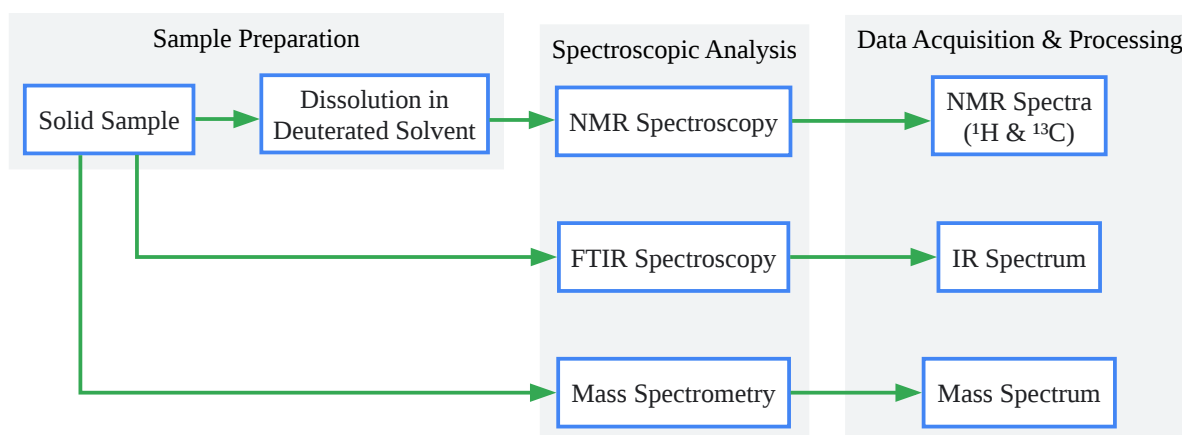 Sample Preparation
Spectroscopic Analysis
Data Acquisition & Processing
Solid Sample
Dissolution in
Deuterated Solvent
NMR Spectroscopy
NMR Spectra
(¹H & ¹³C)
FTIR Spectroscopy
IR Spectrum
Mass Spectrometry
Mass Spectrum